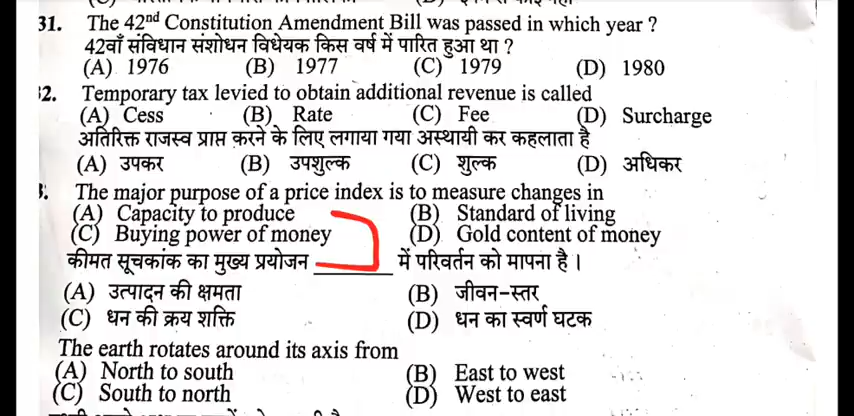 31. The 42nd Constitution Amendment Bill was passed in which year ?
42वाँ संविधान संशोधन विधेयक किस वर्ष में पारित हुआ था ?
(A) 1976 (B) 1977 (C) 1979 (D) 1980
32. Temporary tax levied to obtain additional revenue is called
(A) Cess (B) Rate (C) Fee (D) Surcharge
अतिरिक्त राजस्व प्राप्त करने के लिए लगाया गया अस्थायी कर कहलाता है
(A) उपकर (B) उपशुल्क (C) शुल्क (D) अधिकर
The major purpose of a price index is to measure changes in
(A) Capacity to produce (B) Standard of living
(C) Buying power of money (D) Gold content of money
कीमत सूचकांक का मुख्य प्रयोजन ________ में परिवर्तन को मापना है ।
(A) उत्पादन की क्षमता (B) जीवन-स्तर
(C) धन की क्रय शक्ति (D) धन का स्वर्ण घटक
The earth rotates around its axis from
(A) North to south (B) East to west
(C) South to north (D) West to east